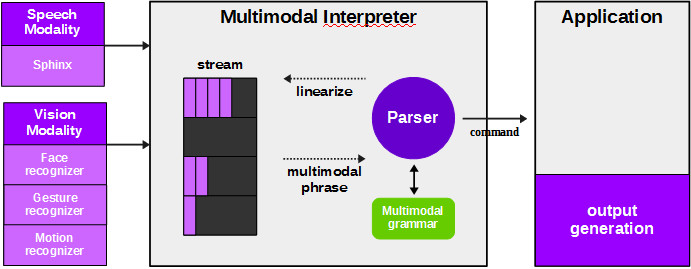 Speech
Modality
Sphinx
Vision
Modality
Face
recognizer
Gesture
recognizer
Motion
recognizer
Multimodal Interpreter
stream
linearize
multimodal
phrase
Parser
Multimodal
grammar
command
Application
output
generation